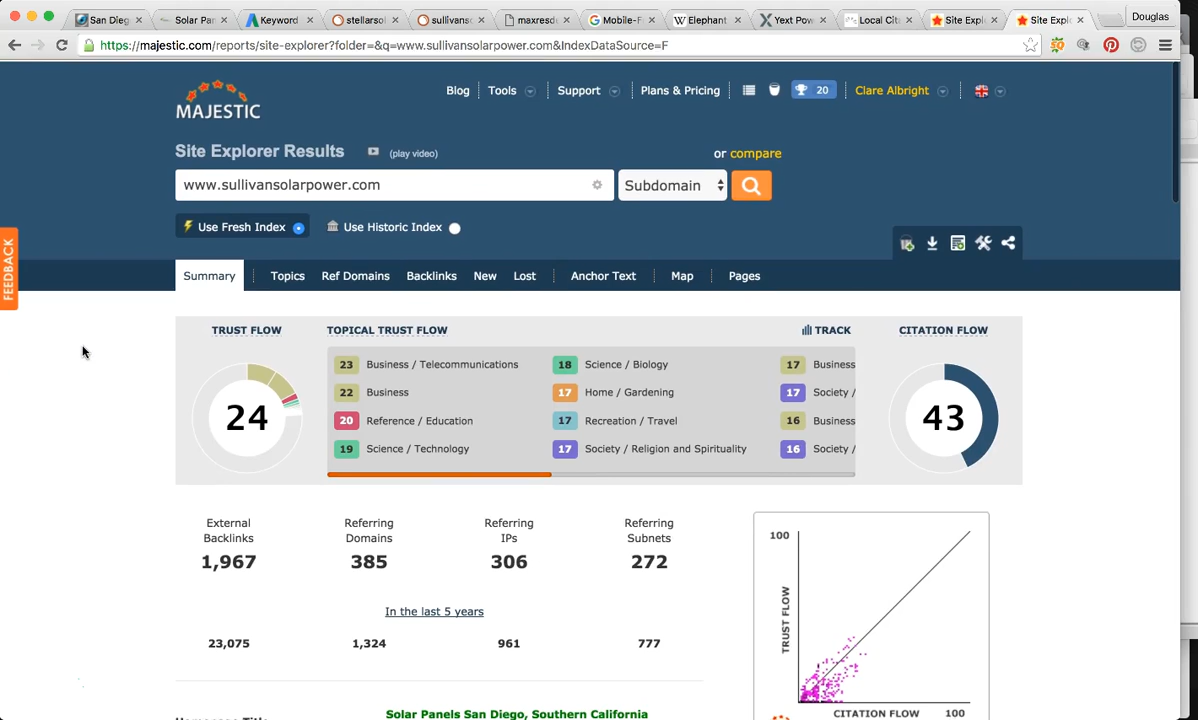 San Dieg
Solar Pa
Keyword
stellarsol
sullivans
maxresd
Mobile-F
Elephant
Yext Pow
Local Cit
Site Expl
Site Expl
Douglas
https://majestic.com/reports/site-explorer?folder=&q=www.sullivansolarpower.com&IndexDataSource=F
MAJESTIC
Blog
Tools
Support
Plans & Pricing
20
Clare Albright
Site Explorer Results
(play video)
or compare
www.sullivansolarpower.com
Subdomain
Use Fresh Index
Use Historic Index
FEEDBACK
Summary
Topics
Ref Domains
Backlinks
New
Lost
Anchor Text
Map
Pages
TRUST FLOW
TOPICAL TRUST FLOW
TRACK
CITATION FLOW
24
23 Business / Telecommunications
18 Science / Biology
17 Business
22 Business
17 Home / Gardening
17 Society /
20 Reference / Education
17 Recreation / Travel
16 Business
19 Science / Technology
17 Society / Religion and Spirituality
16 Society /
43
External
Backlinks
1,967
Referring
Domains
385
Referring
IPs
306
Referring
Subnets
272
In the last 5 years
23,075
1,324
961
777
100
TRUST FLOW
CITATION FLOW
100
Solar Panels San Diego, Southern California